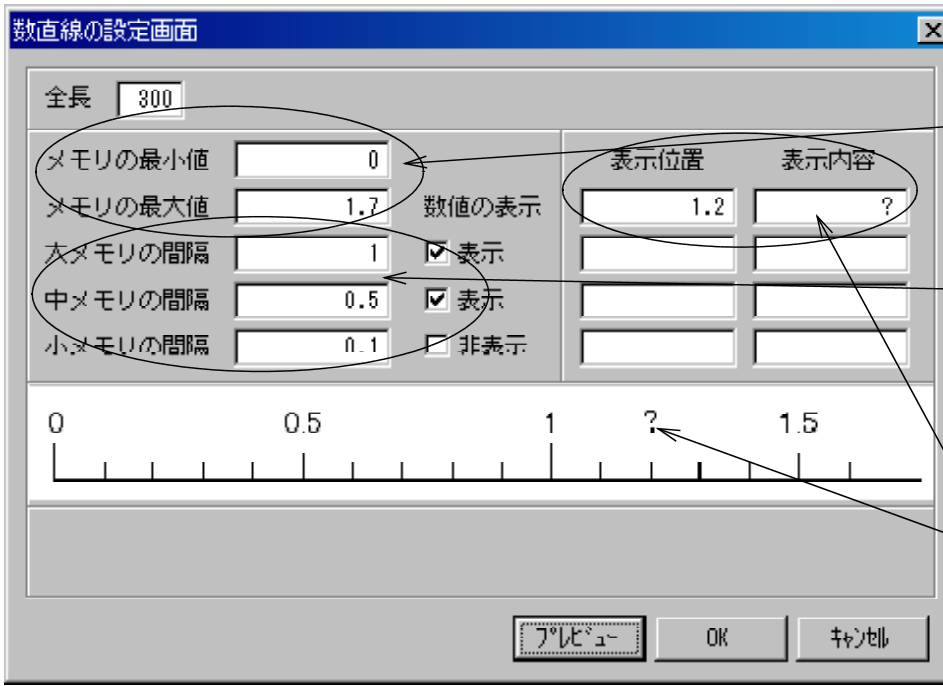 数直線の設定画面
全長 300
メモリの最小値 0 表示位置 表示内容
メモリの最大値 1.7 数値の表示 1.2 ?
大メモリの間隔 1 表示
中メモリの間隔 0.5 表示
小メモリの間隔 0.1 非表示
0 0.5 1 ? 1.5
ﾌﾟﾚﾋﾞｭｰ OK ｷｬﾝｾﾙ